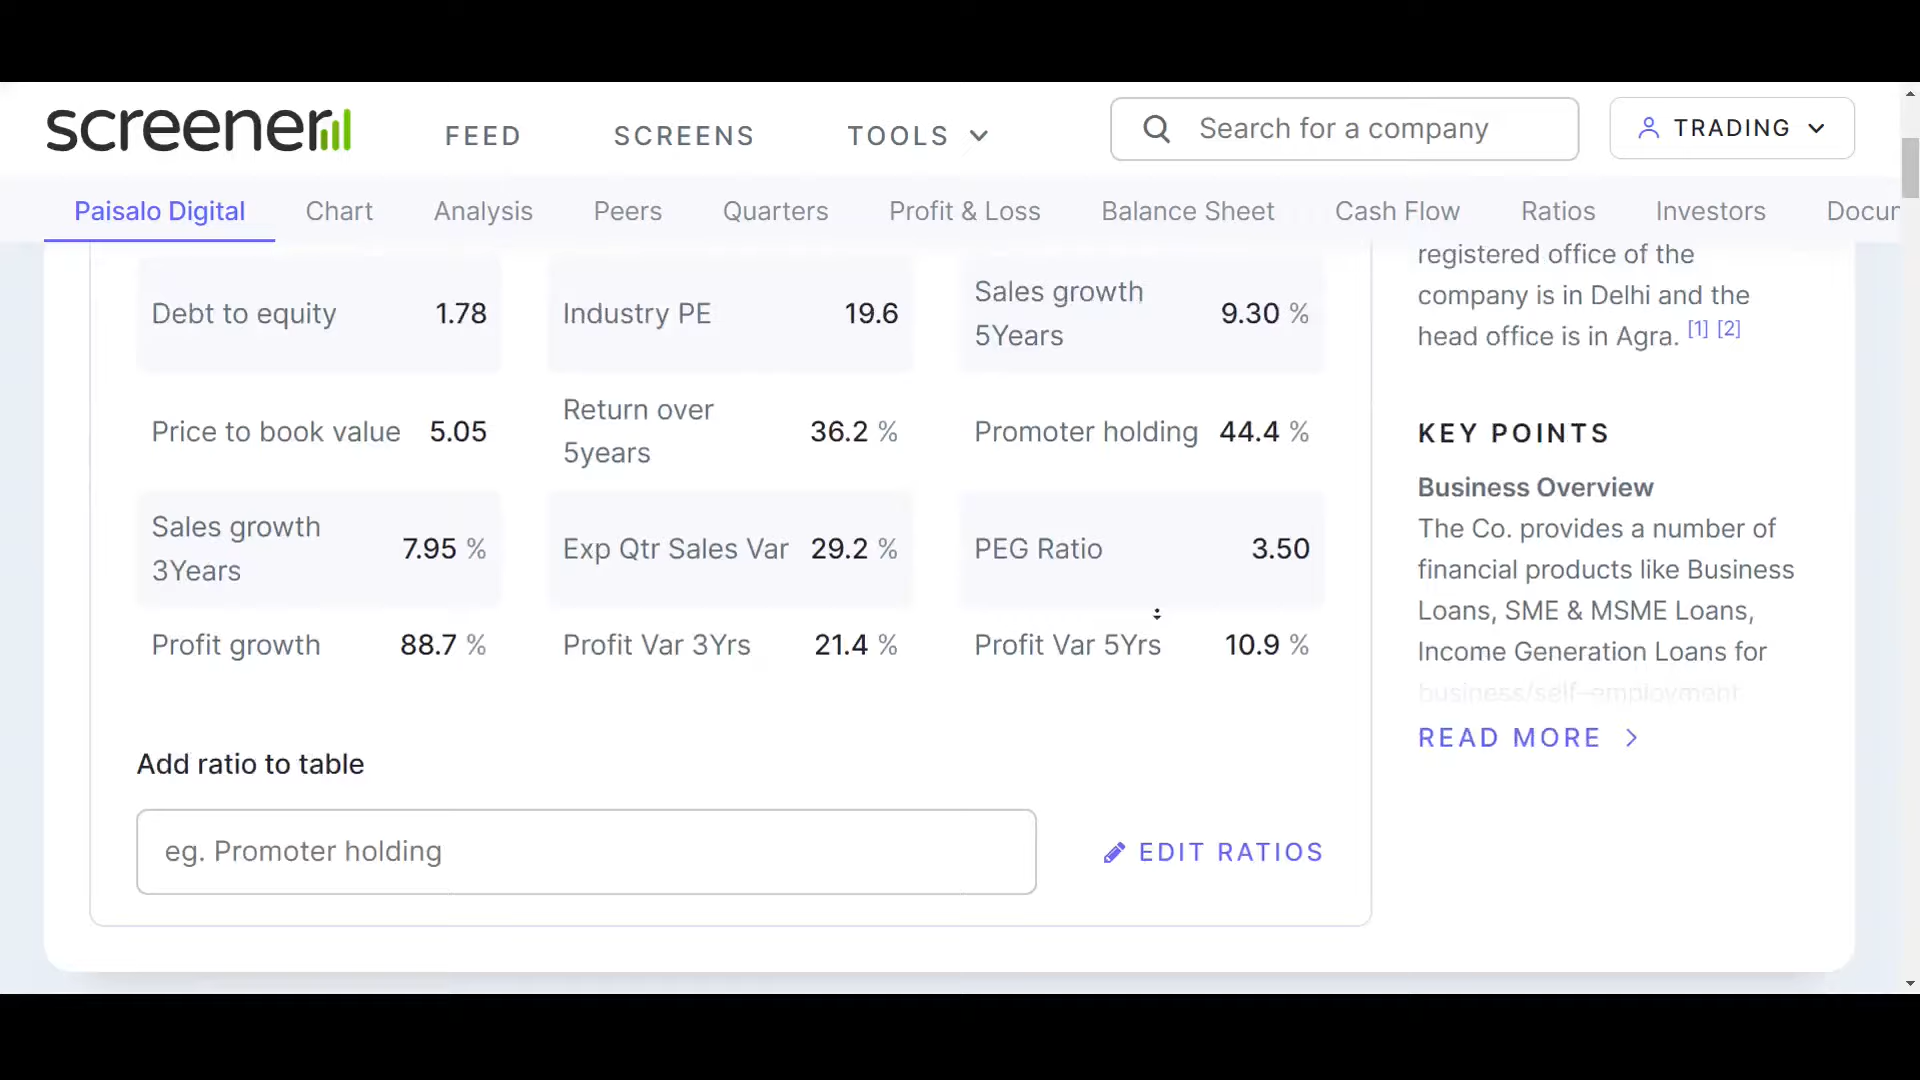 screener
FEED
SCREENS
TOOLS
Search for a company
TRADING
Paisalo Digital
Chart
Analysis
Peers
Quarters
Profit & Loss
Balance Sheet
Cash Flow
Ratios
Investors
Docur
Debt to equity 1.78
Industry PE 19.6
Sales growth
5Years
9.30 %
Price to book value 5.05
Return over
5years
36.2 %
Promoter holding 44.4 %
Sales growth
3Years
7.95 %
Exp Qtr Sales Var 29.2 %
PEG Ratio 3.50
Profit growth 88.7 %
Profit Var 3Yrs 21.4 %
Profit Var 5Yrs 10.9 %
Add ratio to table
eg. Promoter holding
EDIT RATIOS
registered office of the
company is in Delhi and the
head office is in Agra. [1] [2]
KEY POINTS
Business Overview
The Co. provides a number of
financial products like Business
Loans, SME & MSME Loans,
Income Generation Loans for
business/self-employment
READ MORE